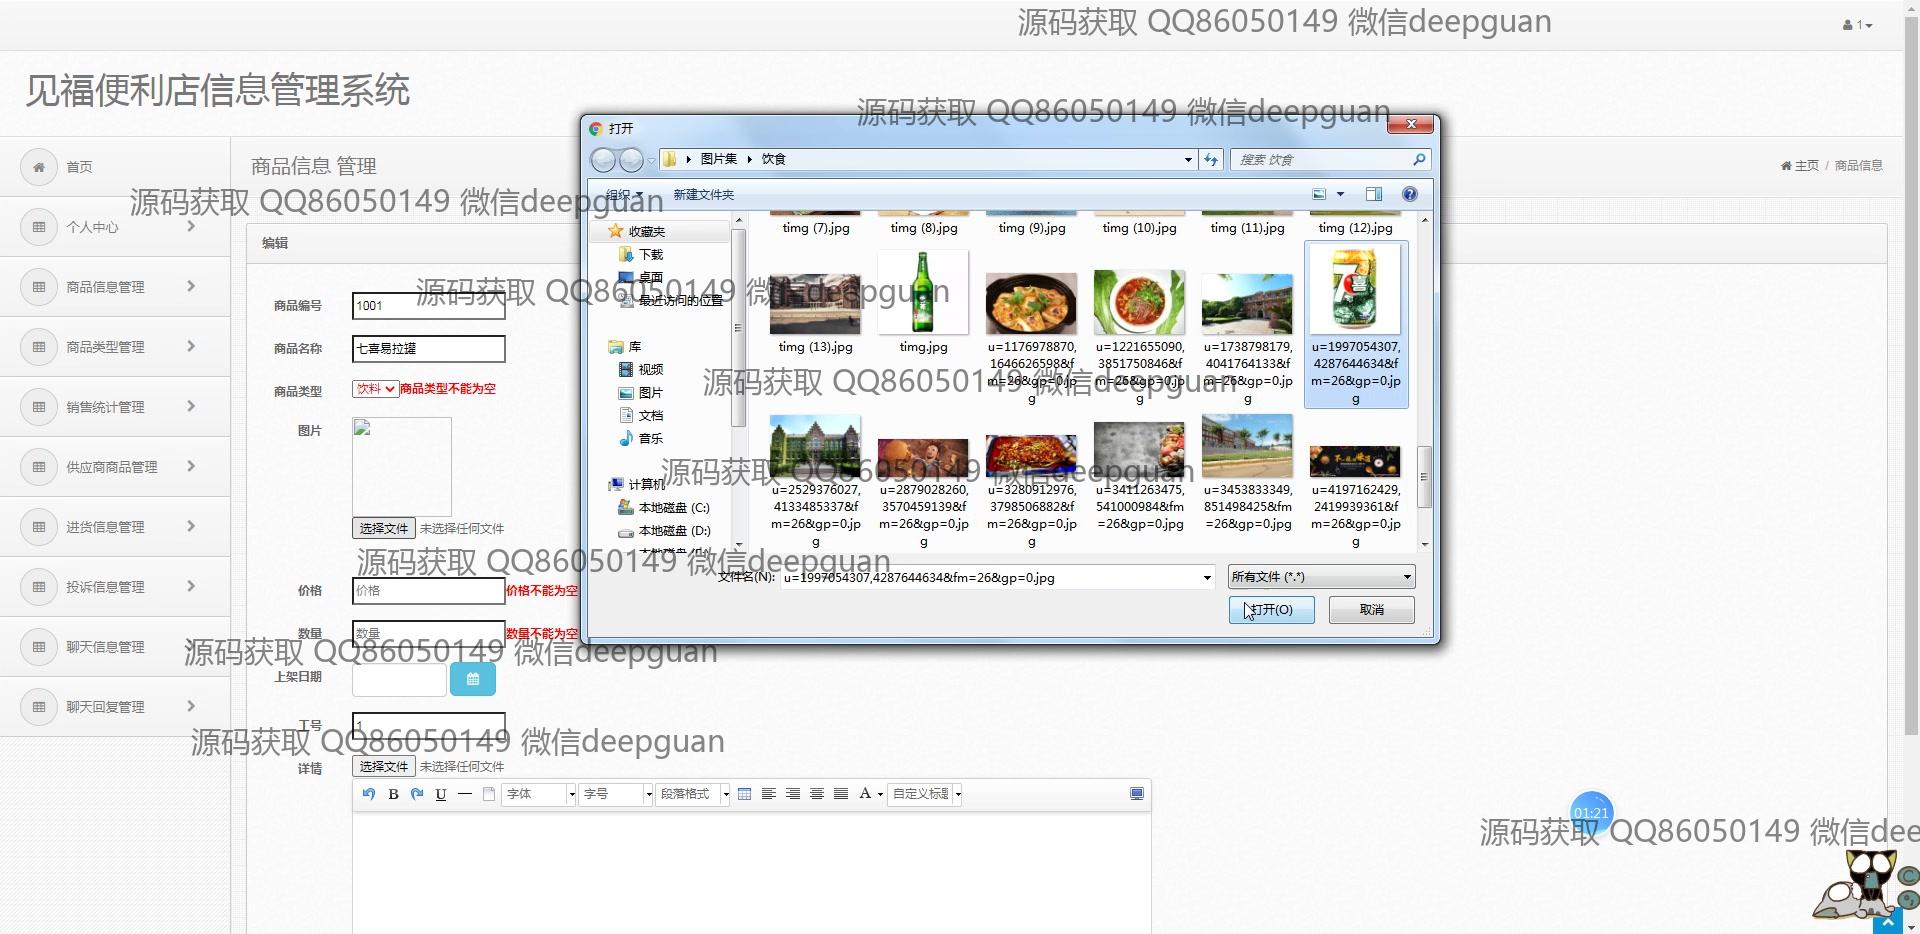 源码获取 QQ86050149 微信deepguan
1
见福便利店信息管理系统
源码获取 QQ86050149 微信deepguan
打开
图片集 饮食
搜索 饮食
首页
商品信息 管理
主页 / 商品信息
源码获取 QQ86050149 微信deepguan
组织 新建文件夹
个人中心
编辑
收藏夹
下载
桌面
最近访问的位置
库
视频
图片
文档
音乐
计算机
本地磁盘 (C:)
本地磁盘 (D:)
timg (7).jpg timg (8).jpg timg (9).jpg timg (10).jpg timg (11).jpg timg (12).jpg
timg (13).jpg
timg.jpg
u=1176978870,1646626598&fm=26&gp=0.jpg
u=1221655090,3851750846&fm=26&gp=0.jpg
u=1738798179,4041764133&fm=26&gp=0.jpg
u=1997054307,4287644634&fm=26&gp=0.jpg
u=2529376027,4133485337&fm=26&gp=0.jpg
u=2879028260,3570459139&fm=26&gp=0.jpg
u=3280912976,3798506882&fm=26&gp=0.jpg
u=3411263475,541000984&fm=26&gp=0.jpg
u=3453833349,851498425&fm=26&gp=0.jpg
u=4197162429,2419939361&fm=26&gp=0.jpg
文件名(N): u=1997054307,4287644634&fm=26&gp=0.jpg
所有文件 (*.*)
打开(O) 取消
商品信息管理
源码获取 QQ86050149 微信deepguan
商品编号 1001
商品类型管理
商品名称 七喜易拉罐
源码获取 QQ86050149 微信deepguan
商品类型 饮料 商品类型不能为空
销售统计管理
图片
供应商商品管理
源码获取 QQ86050149 微信deepguan
进货信息管理
选择文件 未选择任何文件
源码获取 QQ86050149 微信deepguan
投诉信息管理
价格 价格 价格不能为空
数量 数量 数量不能为空
聊天信息管理
源码获取 QQ86050149 微信deepguan
上架日期
聊天回复管理
工号 1
源码获取 QQ86050149 微信deepguan
详情 选择文件 未选择任何文件
B U 字体 字号 段落格式 A 自定义标题
01:21
源码获取 QQ86050149 微信dee